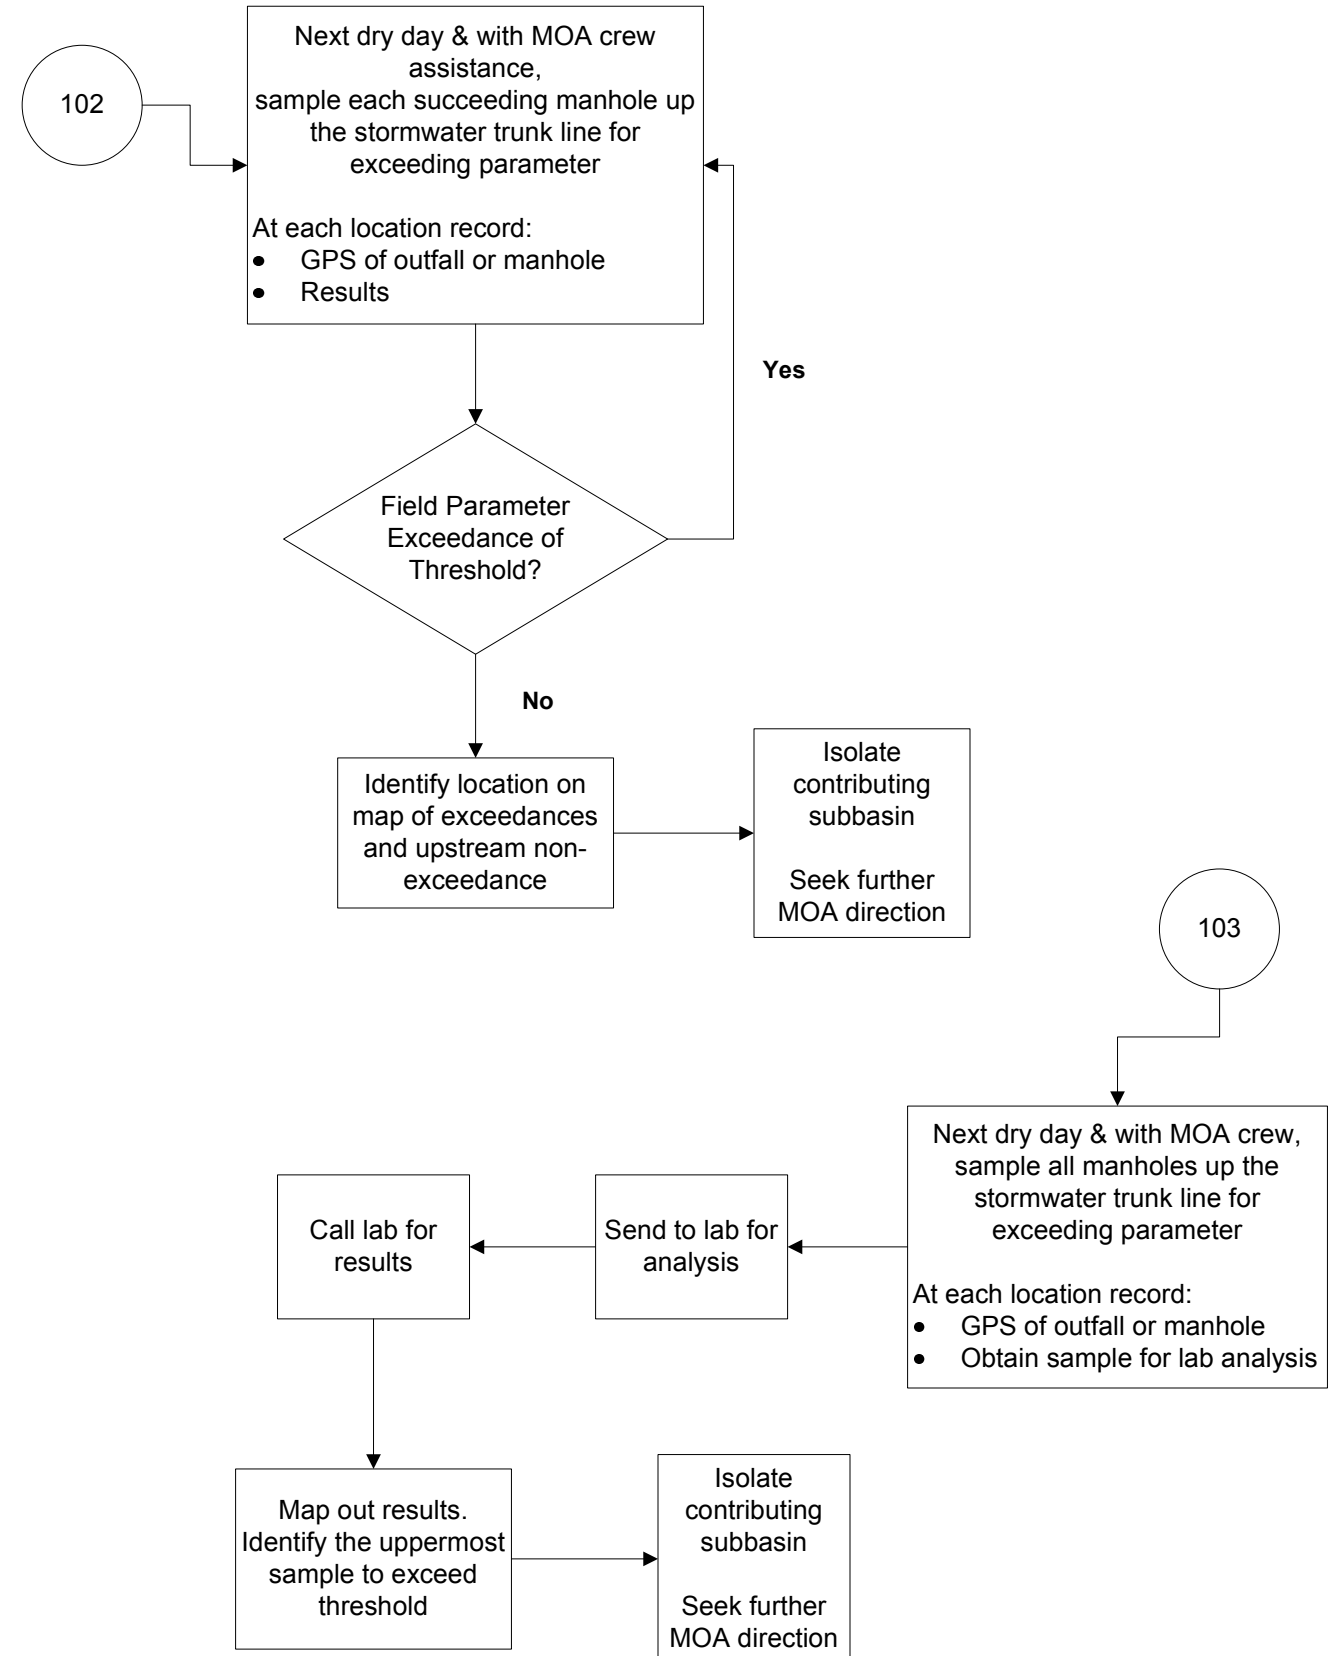 102
Next dry day & with MOA crew
assistance,
sample each succeeding manhole up
the stormwater trunk line for
exceeding parameter
At each location record:
• GPS of outfall or manhole
• Results
Yes
Field Parameter
Exceedance of
Threshold?
No
Identify location on
map of exceedances
and upstream non-
exceedance
Isolate
contributing
subbasin
Seek further
MOA direction
103
Next dry day & with MOA crew,
sample all manholes up the
stormwater trunk line for
exceeding parameter
At each location record:
• GPS of outfall or manhole
• Obtain sample for lab analysis
Send to lab for
analysis
Call lab for
results
Map out results.
Identify the uppermost
sample to exceed
threshold
Isolate
contributing
subbasin
Seek further
MOA direction